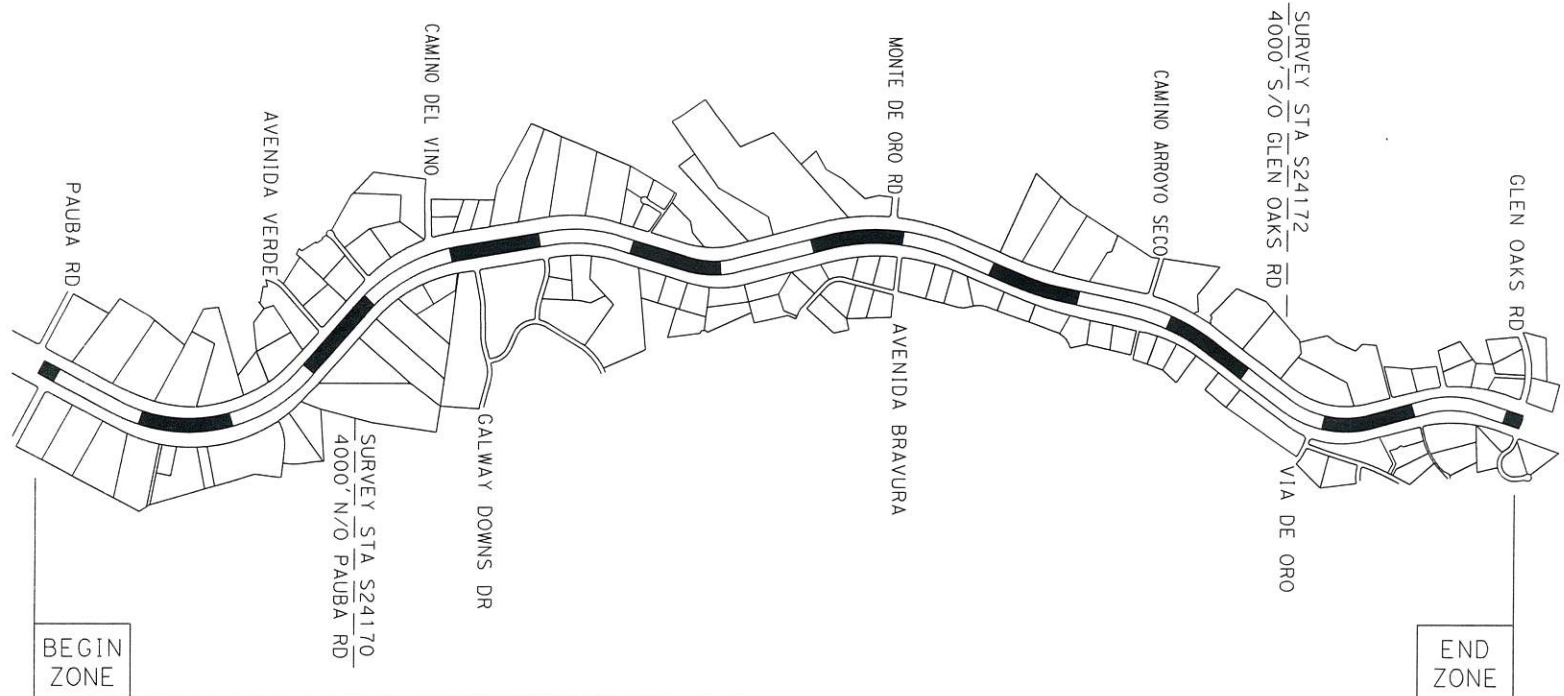 PAUBA RD
AVENIDA VERDE
CAMINO DEL VINO
MONTE DE ORO RD
CAMINO ARROYO SECO
SURVEY STA S24172
4000' S/O GLEN OAKS RD
GLEN OAKS RD
SURVEY STA S24170
4000' N/O PAUBA RD
GALWAY DOWNS DR
AVENIDA BRAVURA
VIA DE ORO
BEGIN
ZONE
END
ZONE